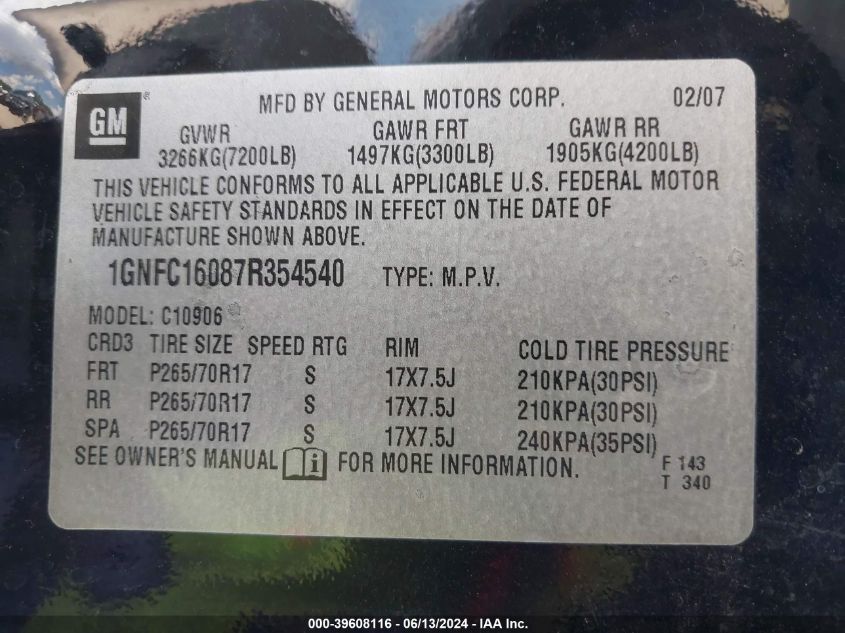 GM
MFD BY GENERAL MOTORS CORP. 02/07
GVWR GAWR FRT GAWR RR
3266KG(7200LB) 1497KG(3300LB) 1905KG(4200LB)
THIS VEHICLE CONFORMS TO ALL APPLICABLE U.S. FEDERAL MOTOR
VEHICLE SAFETY STANDARDS IN EFFECT ON THE DATE OF
MANUFACTURE SHOWN ABOVE.
1GNFC16087R354540 TYPE: M.P.V.
MODEL: C10906
CRD3 TIRE SIZE SPEED RTG RIM COLD TIRE PRESSURE
FRT P265/70R17 S 17X7.5J 210KPA(30PSI)
RR P265/70R17 S 17X7.5J 210KPA(30PSI)
SPA P265/70R17 S 17X7.5J 240KPA(35PSI)
SEE OWNER'S MANUAL i FOR MORE INFORMATION.
F 143
T 340
000-39608116 - 06/13/2024 - IAA Inc.